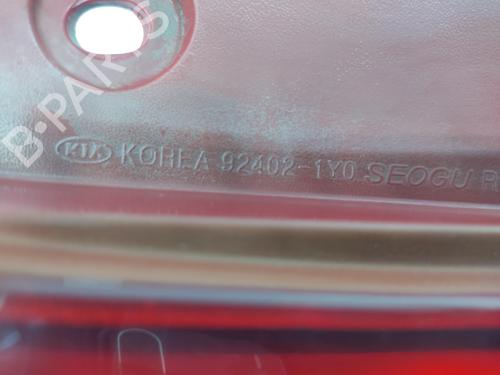 B-PARTS
KIA KOREA 92402-1Y0 SEOGU R